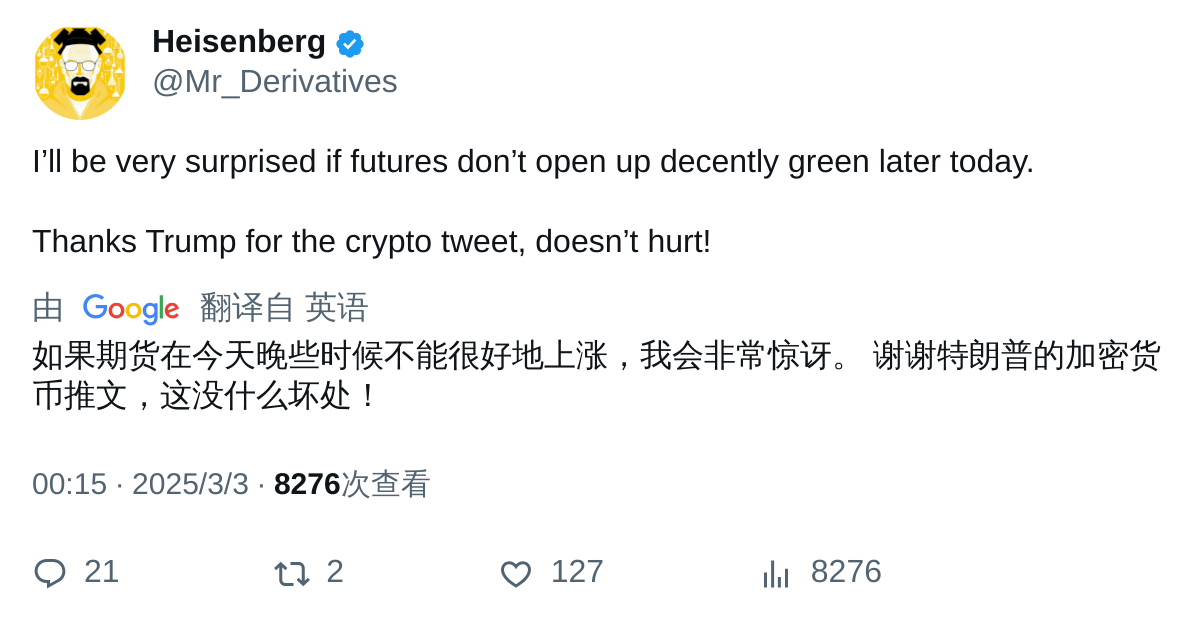 Heisenberg
@Mr_Derivatives
I’ll be very surprised if futures don’t open up decently green later today.
Thanks Trump for the crypto tweet, doesn’t hurt!
由 Google 翻译自 英语
如果期货在今天晚些时候不能很好地上涨，我会非常惊讶。 谢谢特朗普的加密货
币推文，这没什么坏处！
00:15 · 2025/3/3 · 8276次查看
21 2 127 8276